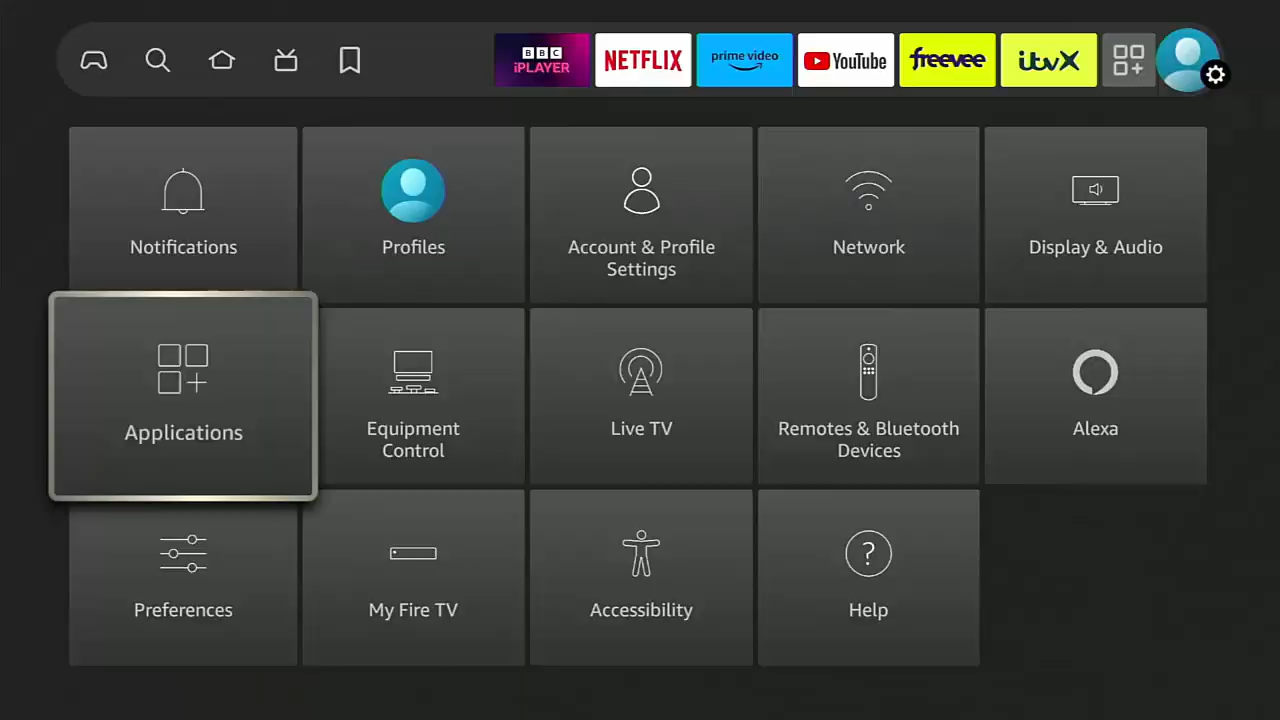 BBC
iPLAYER
NETFLIX
prime video
YouTube
freevee
itvX
Notifications
Profiles
Account & Profile
Settings
Network
Display & Audio
Applications
Equipment
Control
Live TV
Remotes & Bluetooth
Devices
Alexa
Preferences
My Fire TV
Accessibility
?
Help